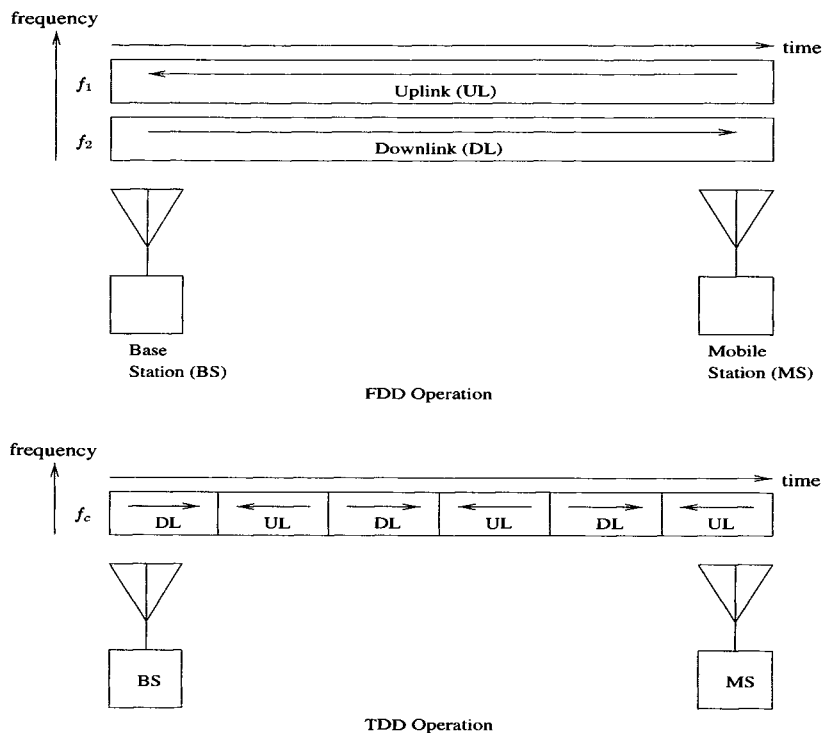 frequency
time
f₁
Uplink (UL)
f₂
Downlink (DL)
Base
Station (BS)
Mobile
Station (MS)
FDD Operation
frequency
time
f_c
DL UL DL UL DL UL
BS
MS
TDD Operation